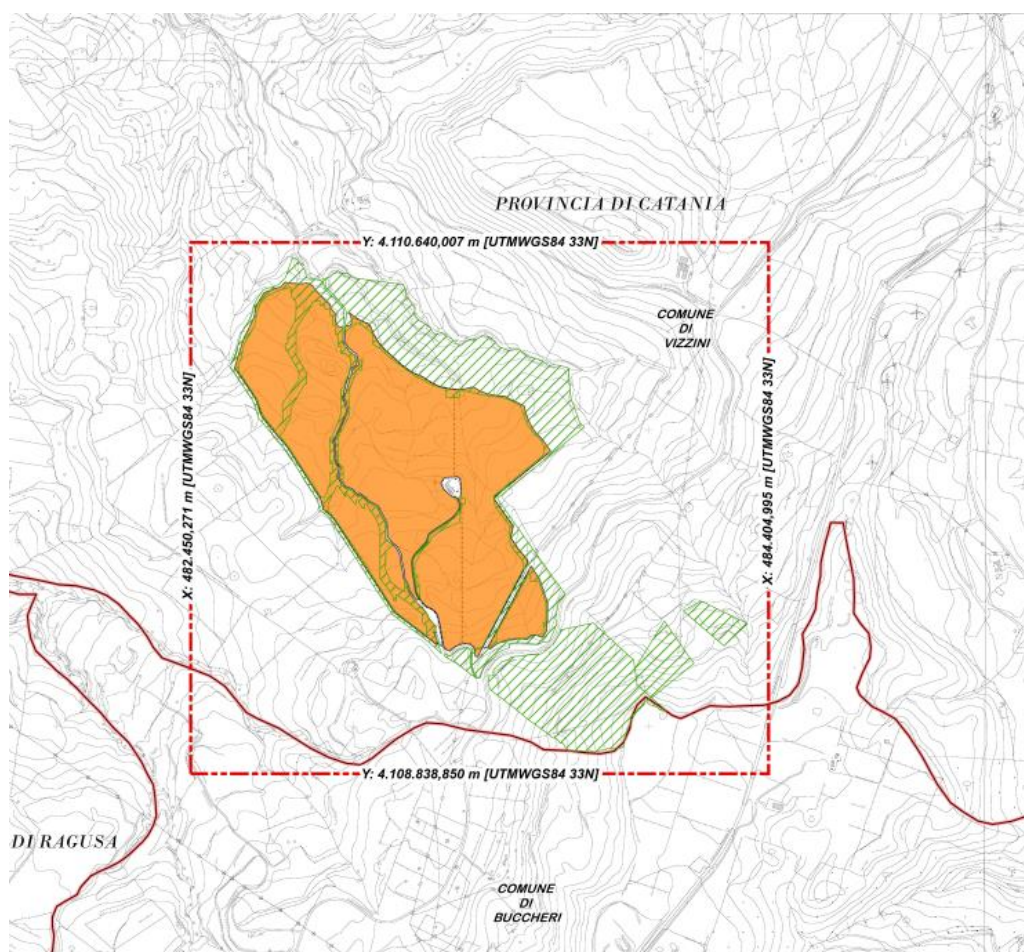 PROVINCIA DI CATANIA
Y: 4.110.640,007 m [UTMWGS84 33N]
COMUNE
DI
VIZZINI
X: 482.450,271 m [UTMWGS84 33N]
X: 484.404,995 m [UTMWGS84 33N]
Y: 4.108.838,850 m [UTMWGS84 33N]
DI RAGUSA
COMUNE
DI
BUCCHERI